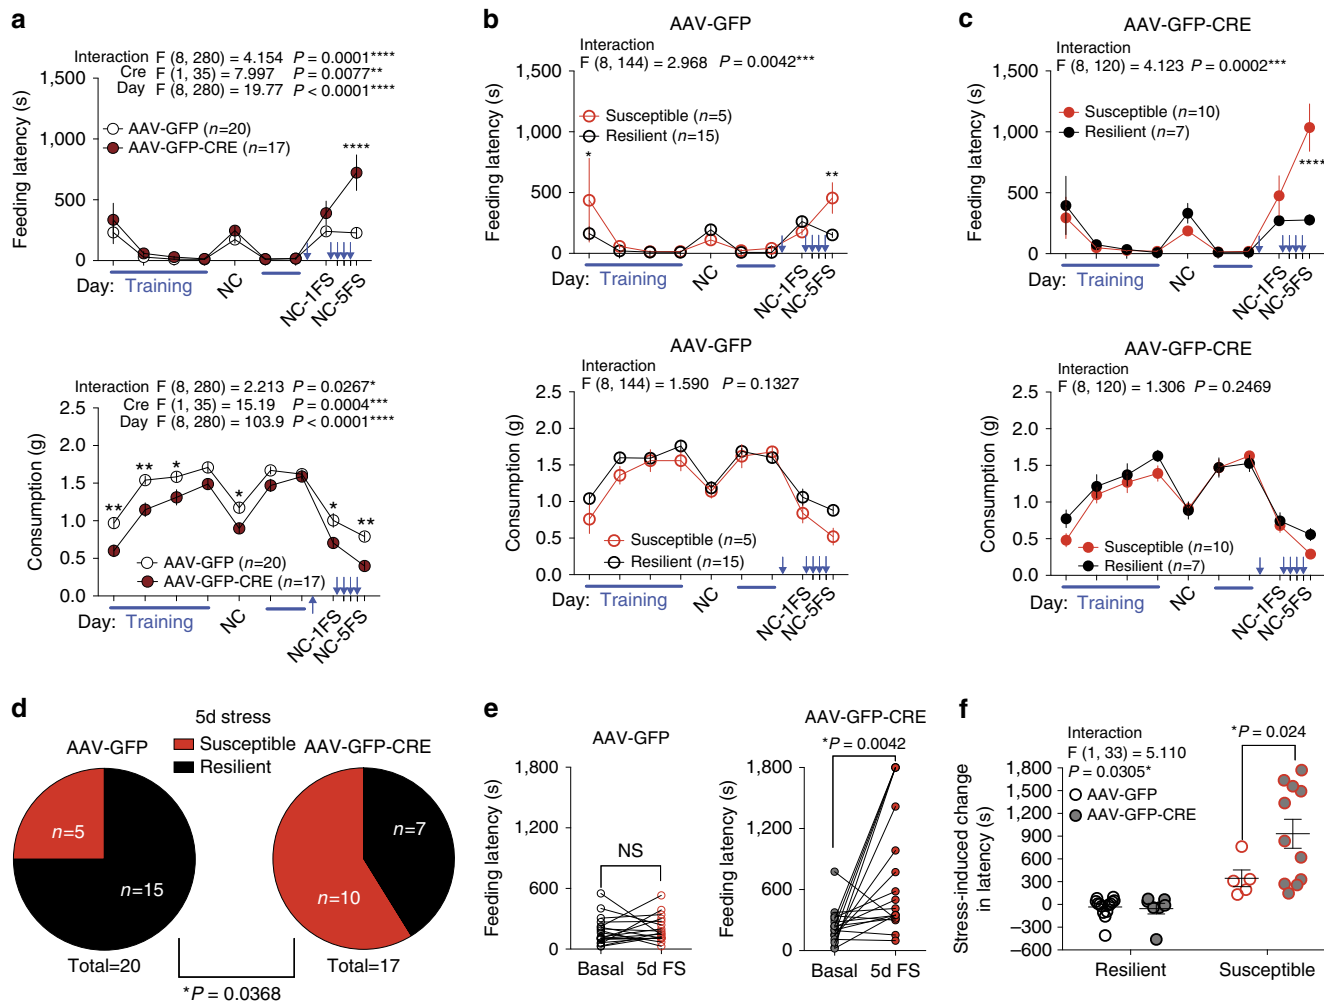 a
Interaction F (8, 280) = 4.154 P = 0.0001****
Cre F (1, 35) = 7.997 P = 0.0077**
Day F (8, 280) = 19.77 P < 0.0001****
1,500
1,000
500
0
Feeding latency (s)
AAV-GFP (n=20)
AAV-GFP-CRE (n=17)
****
Day: Training NC NC-1FS NC-5FS
Interaction F (8, 280) = 2.213 P = 0.0267*
Cre F (1, 35) = 15.19 P = 0.0004***
Day F (8, 280) = 103.9 P < 0.0001****
2.5
2.0
1.5
1.0
0.5
0.0
Consumption (g)
** ** * * * **
AAV-GFP (n=20)
AAV-GFP-CRE (n=17)
Day: Training NC NC-1FS NC-5FS
b
AAV-GFP
Interaction
F (8, 144) = 2.968 P = 0.0042***
1,500
1,000
500
0
Feeding latency (s)
Susceptible (n=5)
Resilient (n=15)
* **
Day: Training NC NC-1FS NC-5FS
AAV-GFP
Interaction
F (8, 144) = 1.590 P = 0.1327
2.5
2.0
1.5
1.0
0.5
0.0
Consumption (g)
Susceptible (n=5)
Resilient (n=15)
Day: Training NC NC-1FS NC-5FS
c
AAV-GFP-CRE
Interaction
F (8, 120) = 4.123 P = 0.0002***
1,500
1,000
500
0
Feeding latency (s)
Susceptible (n=10)
Resilient (n=7)
****
Day: Training NC NC-1FS NC-5FS
AAV-GFP-CRE
Interaction
F (8, 120) = 1.306 P = 0.2469
2.5
2.0
1.5
1.0
0.5
0.0
Consumption (g)
Susceptible (n=10)
Resilient (n=7)
Day: Training NC NC-1FS NC-5FS
d
5d stress
Susceptible
Resilient
AAV-GFP
AAV-GFP-CRE
n=5
n=15
n=7
n=10
Total=20
Total=17
*P = 0.0368
e
AAV-GFP
1,800
1,200
600
0
Feeding latency (s)
NS
Basal 5d FS
AAV-GFP-CRE
*P = 0.0042
1,800
1,200
600
0
Feeding latency (s)
Basal 5d FS
f
Interaction
F (1, 33) = 5.110
P = 0.0305*
*P = 0.024
AAV-GFP
AAV-GFP-CRE
1,800
1,500
1,200
900
600
300
0
−300
−600
Stress-induced change
in latency (s)
Resilient Susceptible